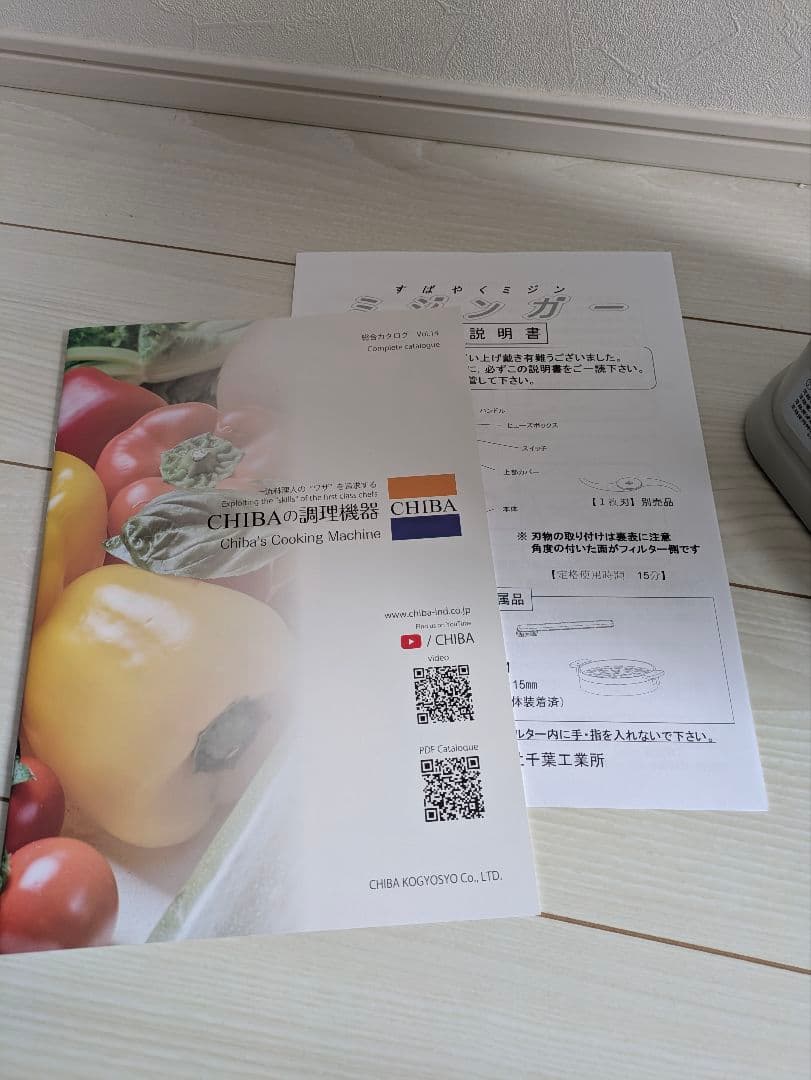 総合カタログ Vol.14
Complete catalogue
一流料理人の“ワザ”を追求する
Exploiting the "skills" of the first class chefs
CHIBAの調理機器
Chiba's Cooking Machine
CHIBA
www.chiba-ind.co.jp
Find us on YouTube
/ CHIBA
Video
PDF Catalogue
CHIBA KOGYOSYO Co., LTD.
すばやくミジン
ミジンガー
説明書
い上げ戴き有難うございました。
に、必ずこの説明書をご一読下さい。
して下さい。
ハンドル
ヒューズボックス
スイッチ
上部カバー
本体
【1枚刃】別売品
※ 刃物の取り付けは裏表に注意
角度の付いた面がフィルター側です
【定格使用時間 15分】
属品
15mm
体装着済)
ルター内に手・指を入れないで下さい。
千葉工業所